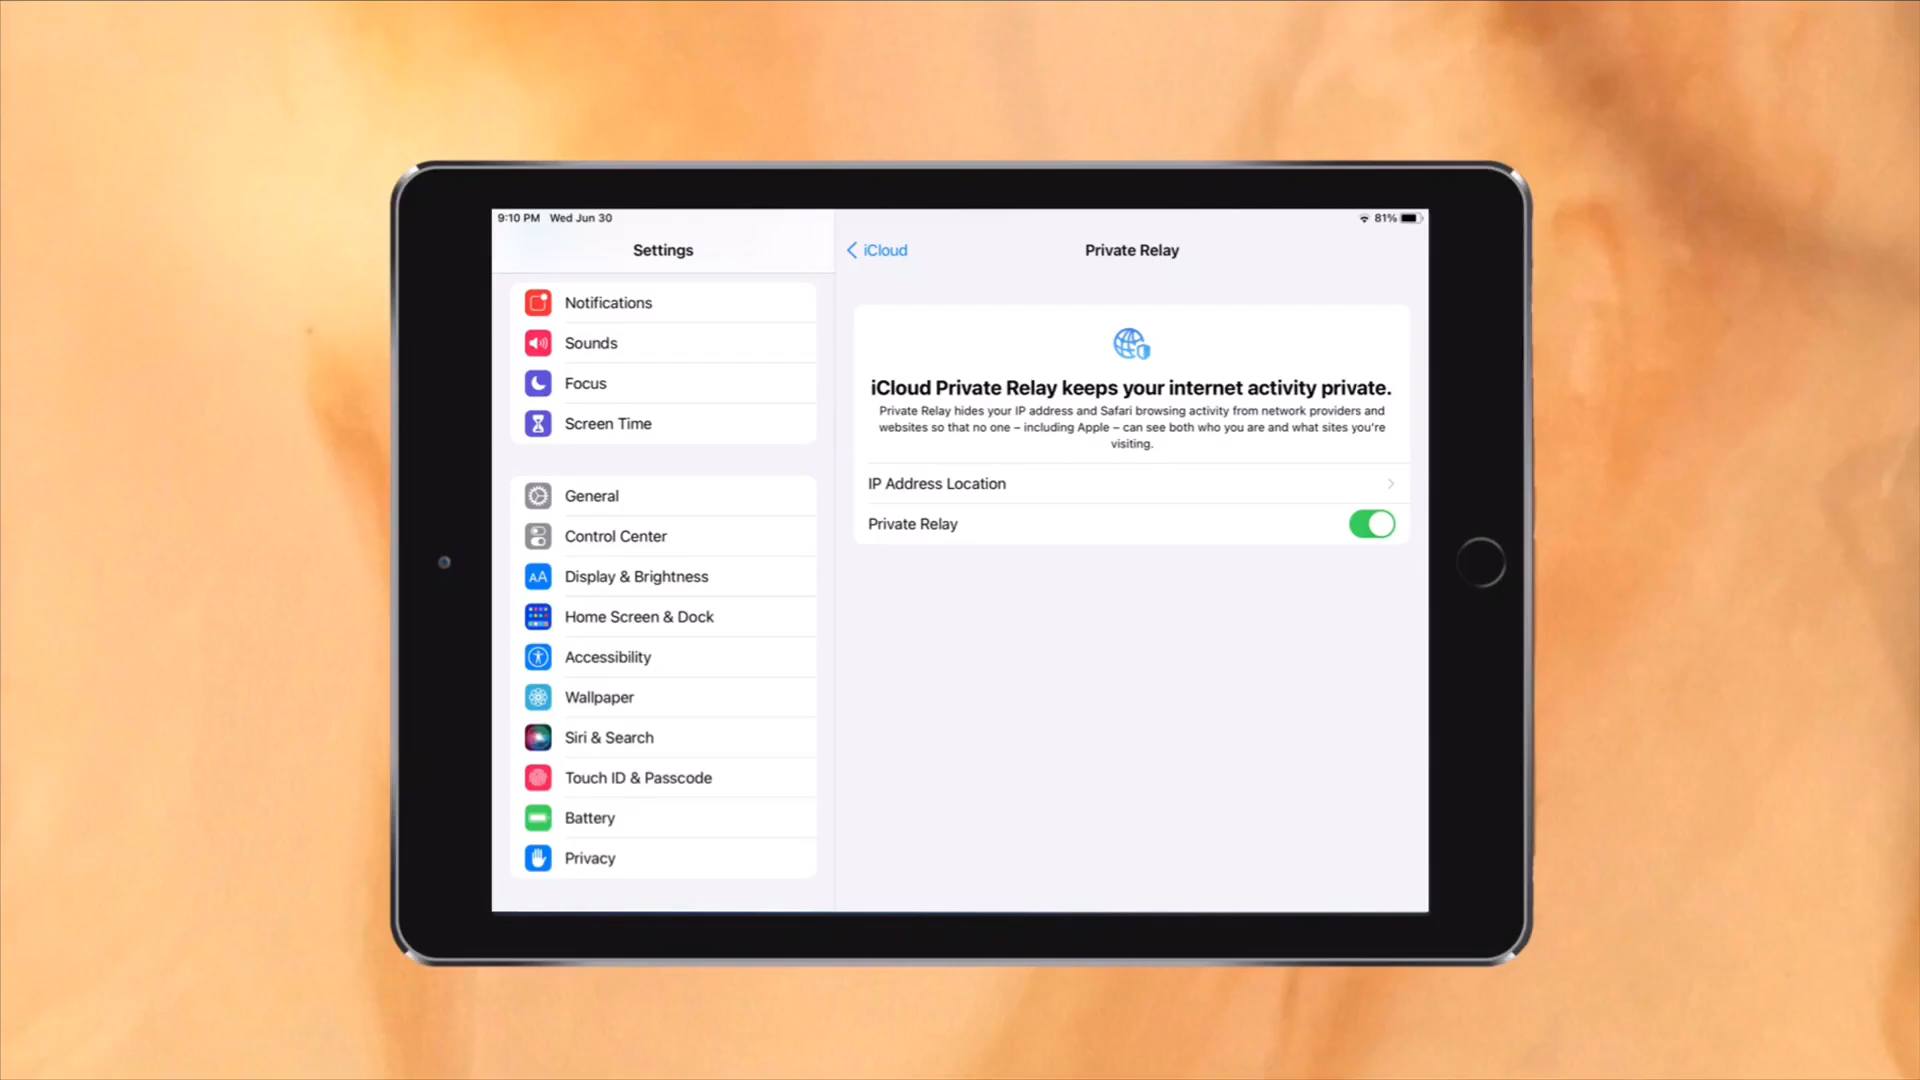 9:10 PM Wed Jun 30
81%
Settings
Notifications
Sounds
Focus
Screen Time
General
Control Center
AA
Display & Brightness
Home Screen & Dock
Accessibility
Wallpaper
Siri & Search
Touch ID & Passcode
Battery
Privacy
iCloud
Private Relay
iCloud Private Relay keeps your internet activity private.
Private Relay hides your IP address and Safari browsing activity from network providers and
websites so that no one – including Apple – can see both who you are and what sites you're
visiting.
IP Address Location
Private Relay